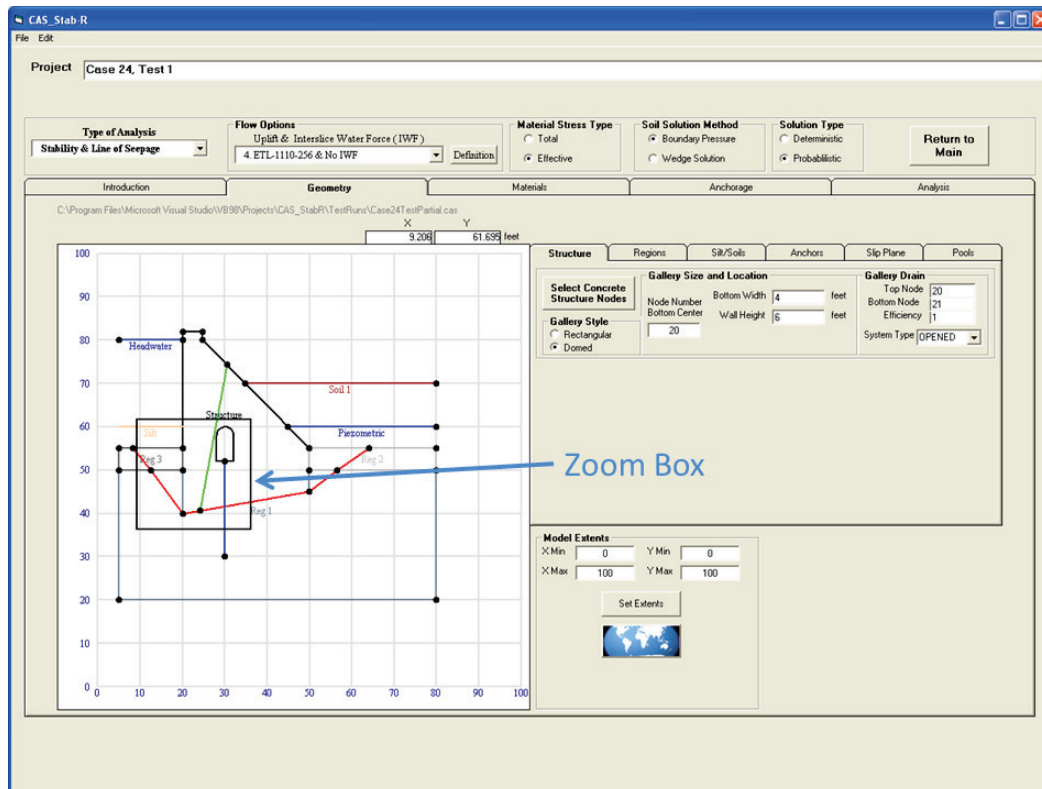 CAS_Stab-R
File Edit
Project Case 24, Test 1
Type of Analysis
Stability & Line of Seepage
Flow Options
Uplift & Interslice Water Force ( IWF )
4. ETL-1110-256 & No IWF
Definition
Material Stress Type
Total
Effective
Soil Solution Method
Boundary Pressure
Wedge Solution
Solution Type
Deterministic
Probabliistic
Return to
Main
Introduction Geometry Materials Anchorage Analysis
C:\Program Files\Microsoft Visual Studio\VB98\Projects\CAS_StabR\TestRuns\Case24TestPartial.cas
X Y
9.206 61.695 feet
100
90
80
70
60
50
40
30
20
10
0
0 10 20 30 40 50 60 70 80 90 100
Headwater
Soil 1
Structure
Silt
Piezometric
Reg 3
Reg 2
Reg 1
Zoom Box
Structure Regions Silt/Soils Anchors Slip Plane Pools
Select Concrete
Structure Nodes
Gallery Style
Rectangular
Domed
Gallery Size and Location
Node Number
Bottom Center
20
Bottom Width 4 feet
Wall Height 6 feet
Gallery Drain
Top Node 20
Bottom Node 21
Efficiency 1
System Type OPENED
Model Extents
X Min 0 Y Min 0
X Max 100 Y Max 100
Set Extents